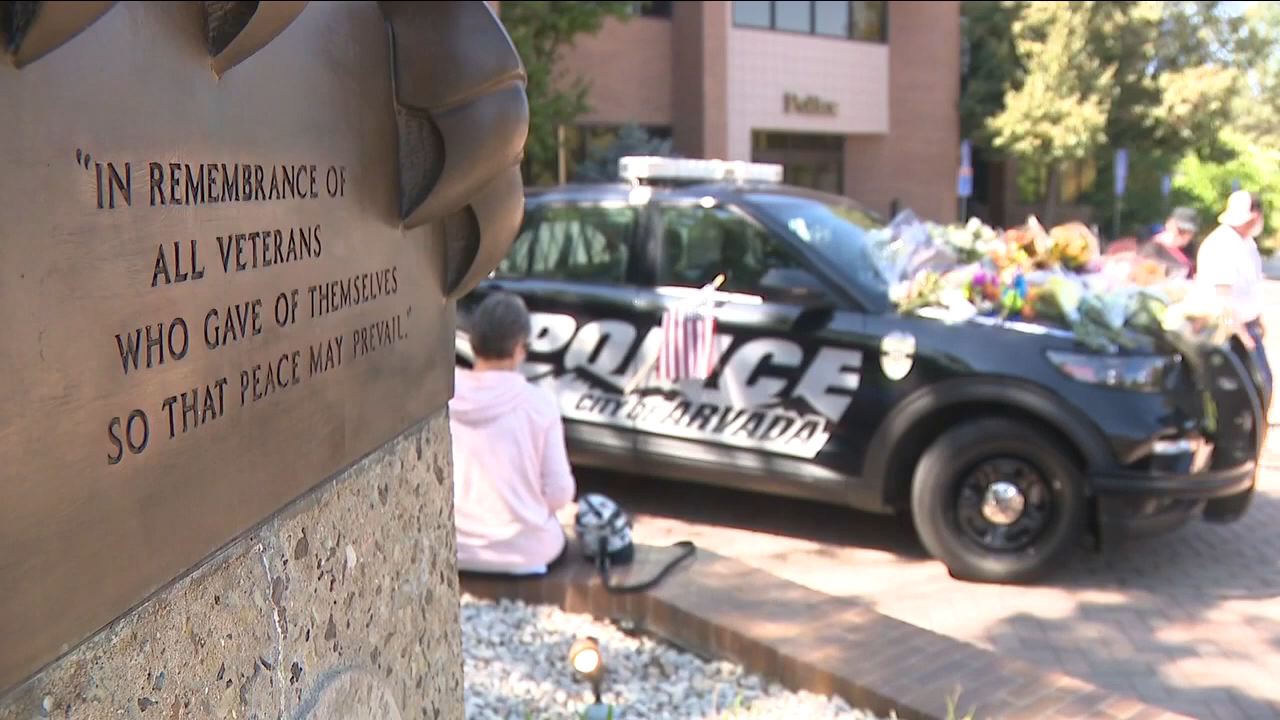 "IN REMEMBRANCE OF
ALL VETERANS
WHO GAVE OF THEMSELVES
SO THAT PEACE MAY PREVAIL."
Police
POLICE
CITY OF ARVADA